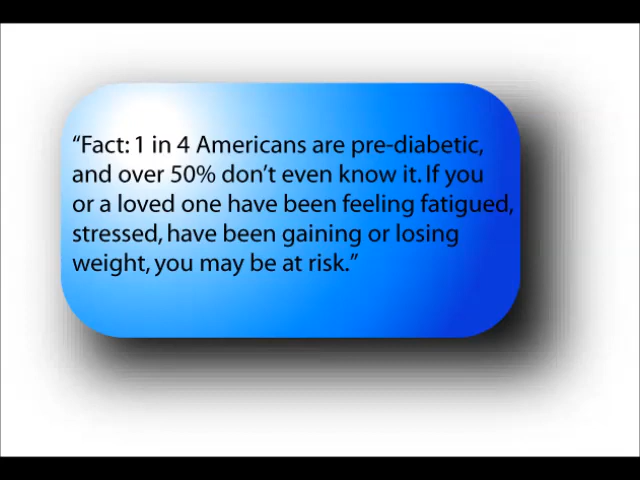 “Fact: 1 in 4 Americans are pre-diabetic,
and over 50% don’t even know it. If you
or a loved one have been feeling fatigued,
stressed, have been gaining or losing
weight, you may be at risk.”